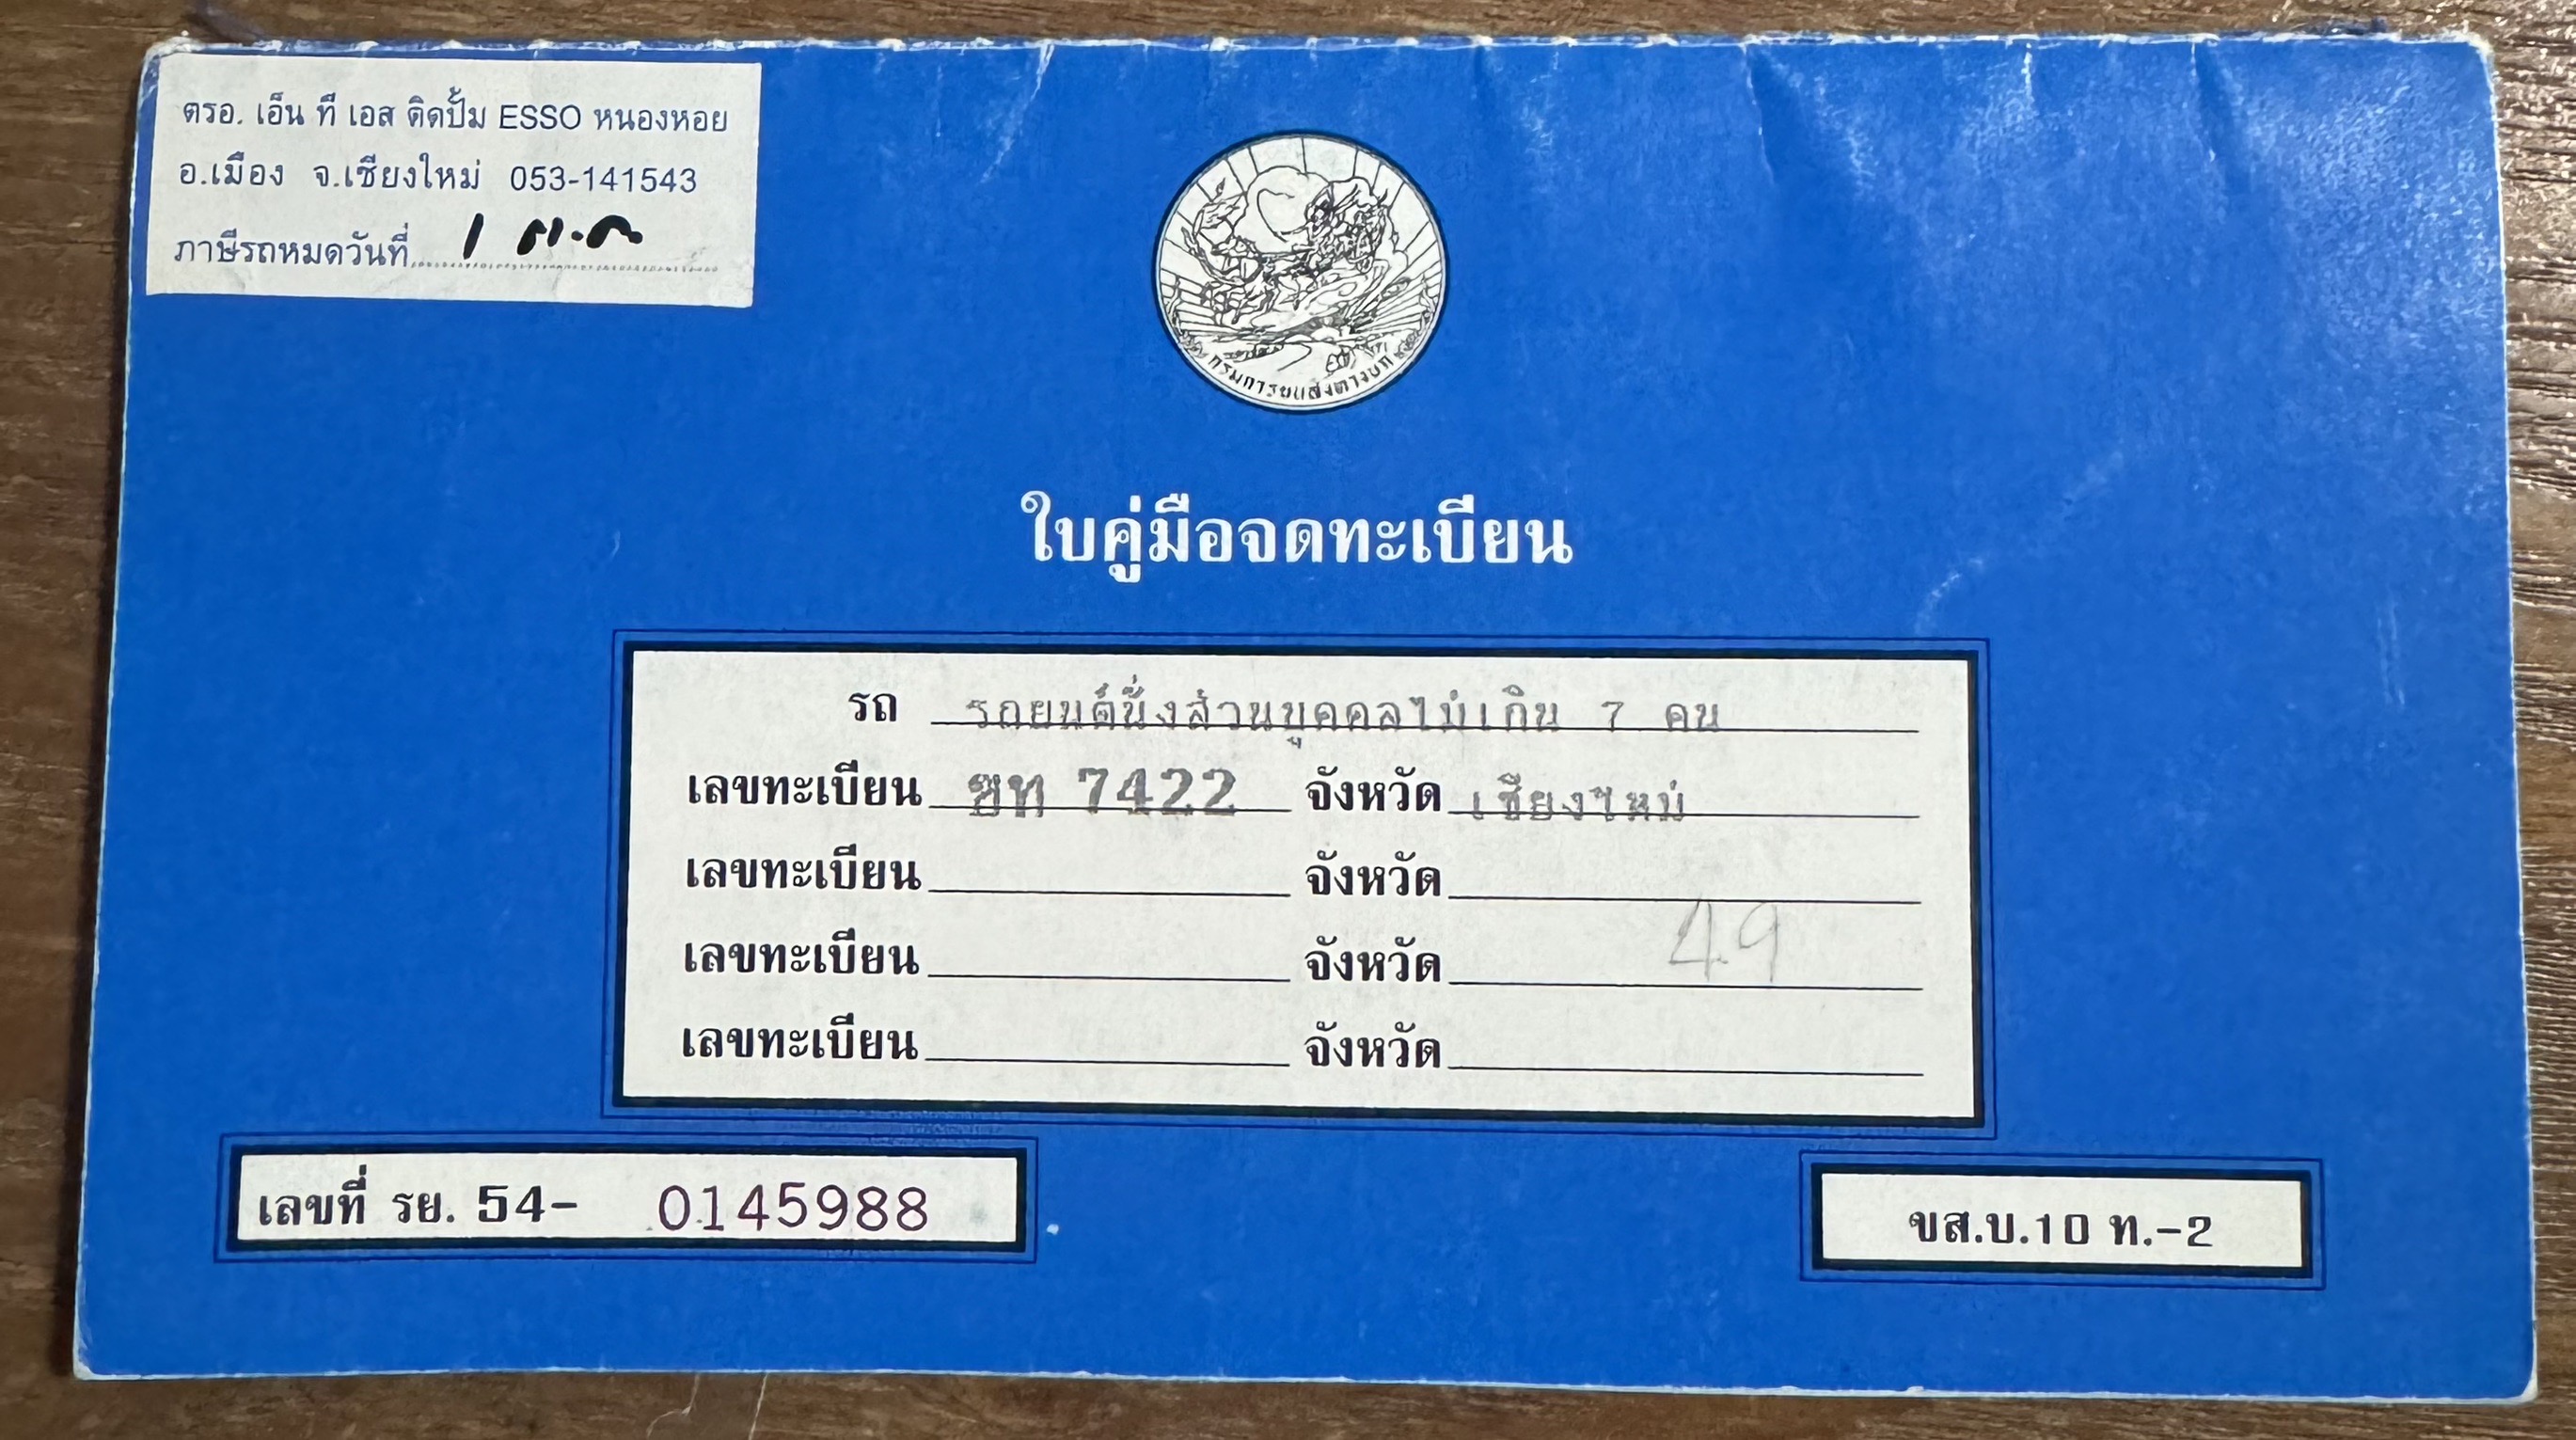 ตรอ. เอ็น ที เอส ติดปั้ม ESSO หนองหอย
อ.เมือง จ.เชียงใหม่ 053-141543
ภาษีรถหมดวันที่ 1 ต.ค.
กรมการขนส่งทางบก
ใบคู่มือจดทะเบียน
รถ รถยนต์นั่งส่วนบุคคลไม่เกิน 7 คน
เลขทะเบียน 7422 จังหวัด เชียงใหม่
เลขทะเบียน จังหวัด
เลขทะเบียน จังหวัด 49
เลขทะเบียน จังหวัด
เลขที่ รย. 54- 0145988
ขส.บ.10 ท.-2